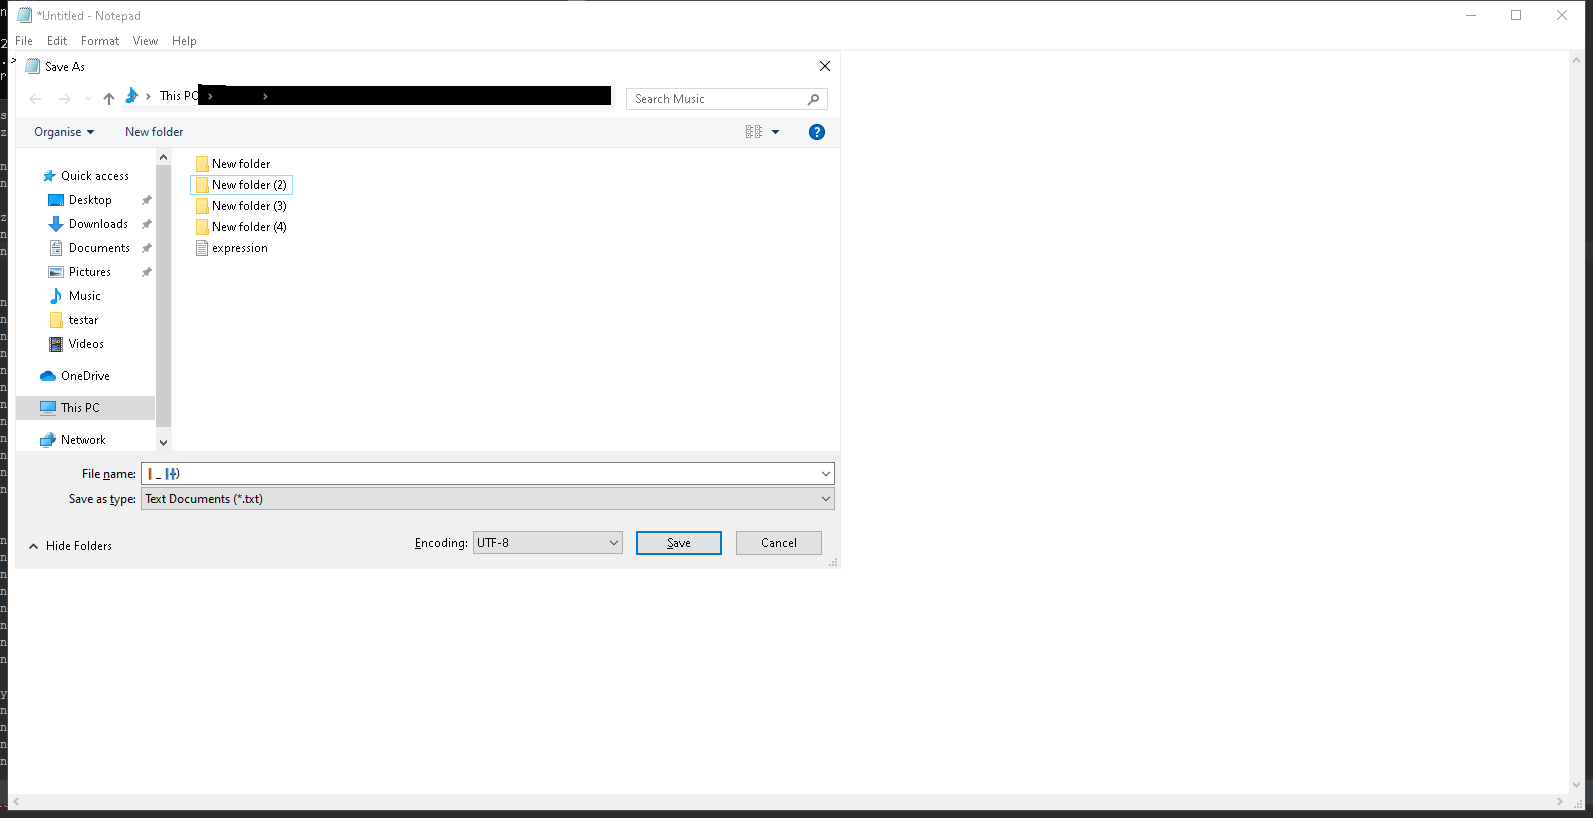 *Untitled - Notepad
File Edit Format View Help
Save As
This PC
Search Music
Organise
New folder
Quick access
Desktop
Downloads
Documents
Pictures
Music
testar
Videos
OneDrive
This PC
Network
New folder
New folder (2)
New folder (3)
New folder (4)
expression
File name:
Save as type: Text Documents (*.txt)
Hide Folders
Encoding: UTF-8
Save
Cancel